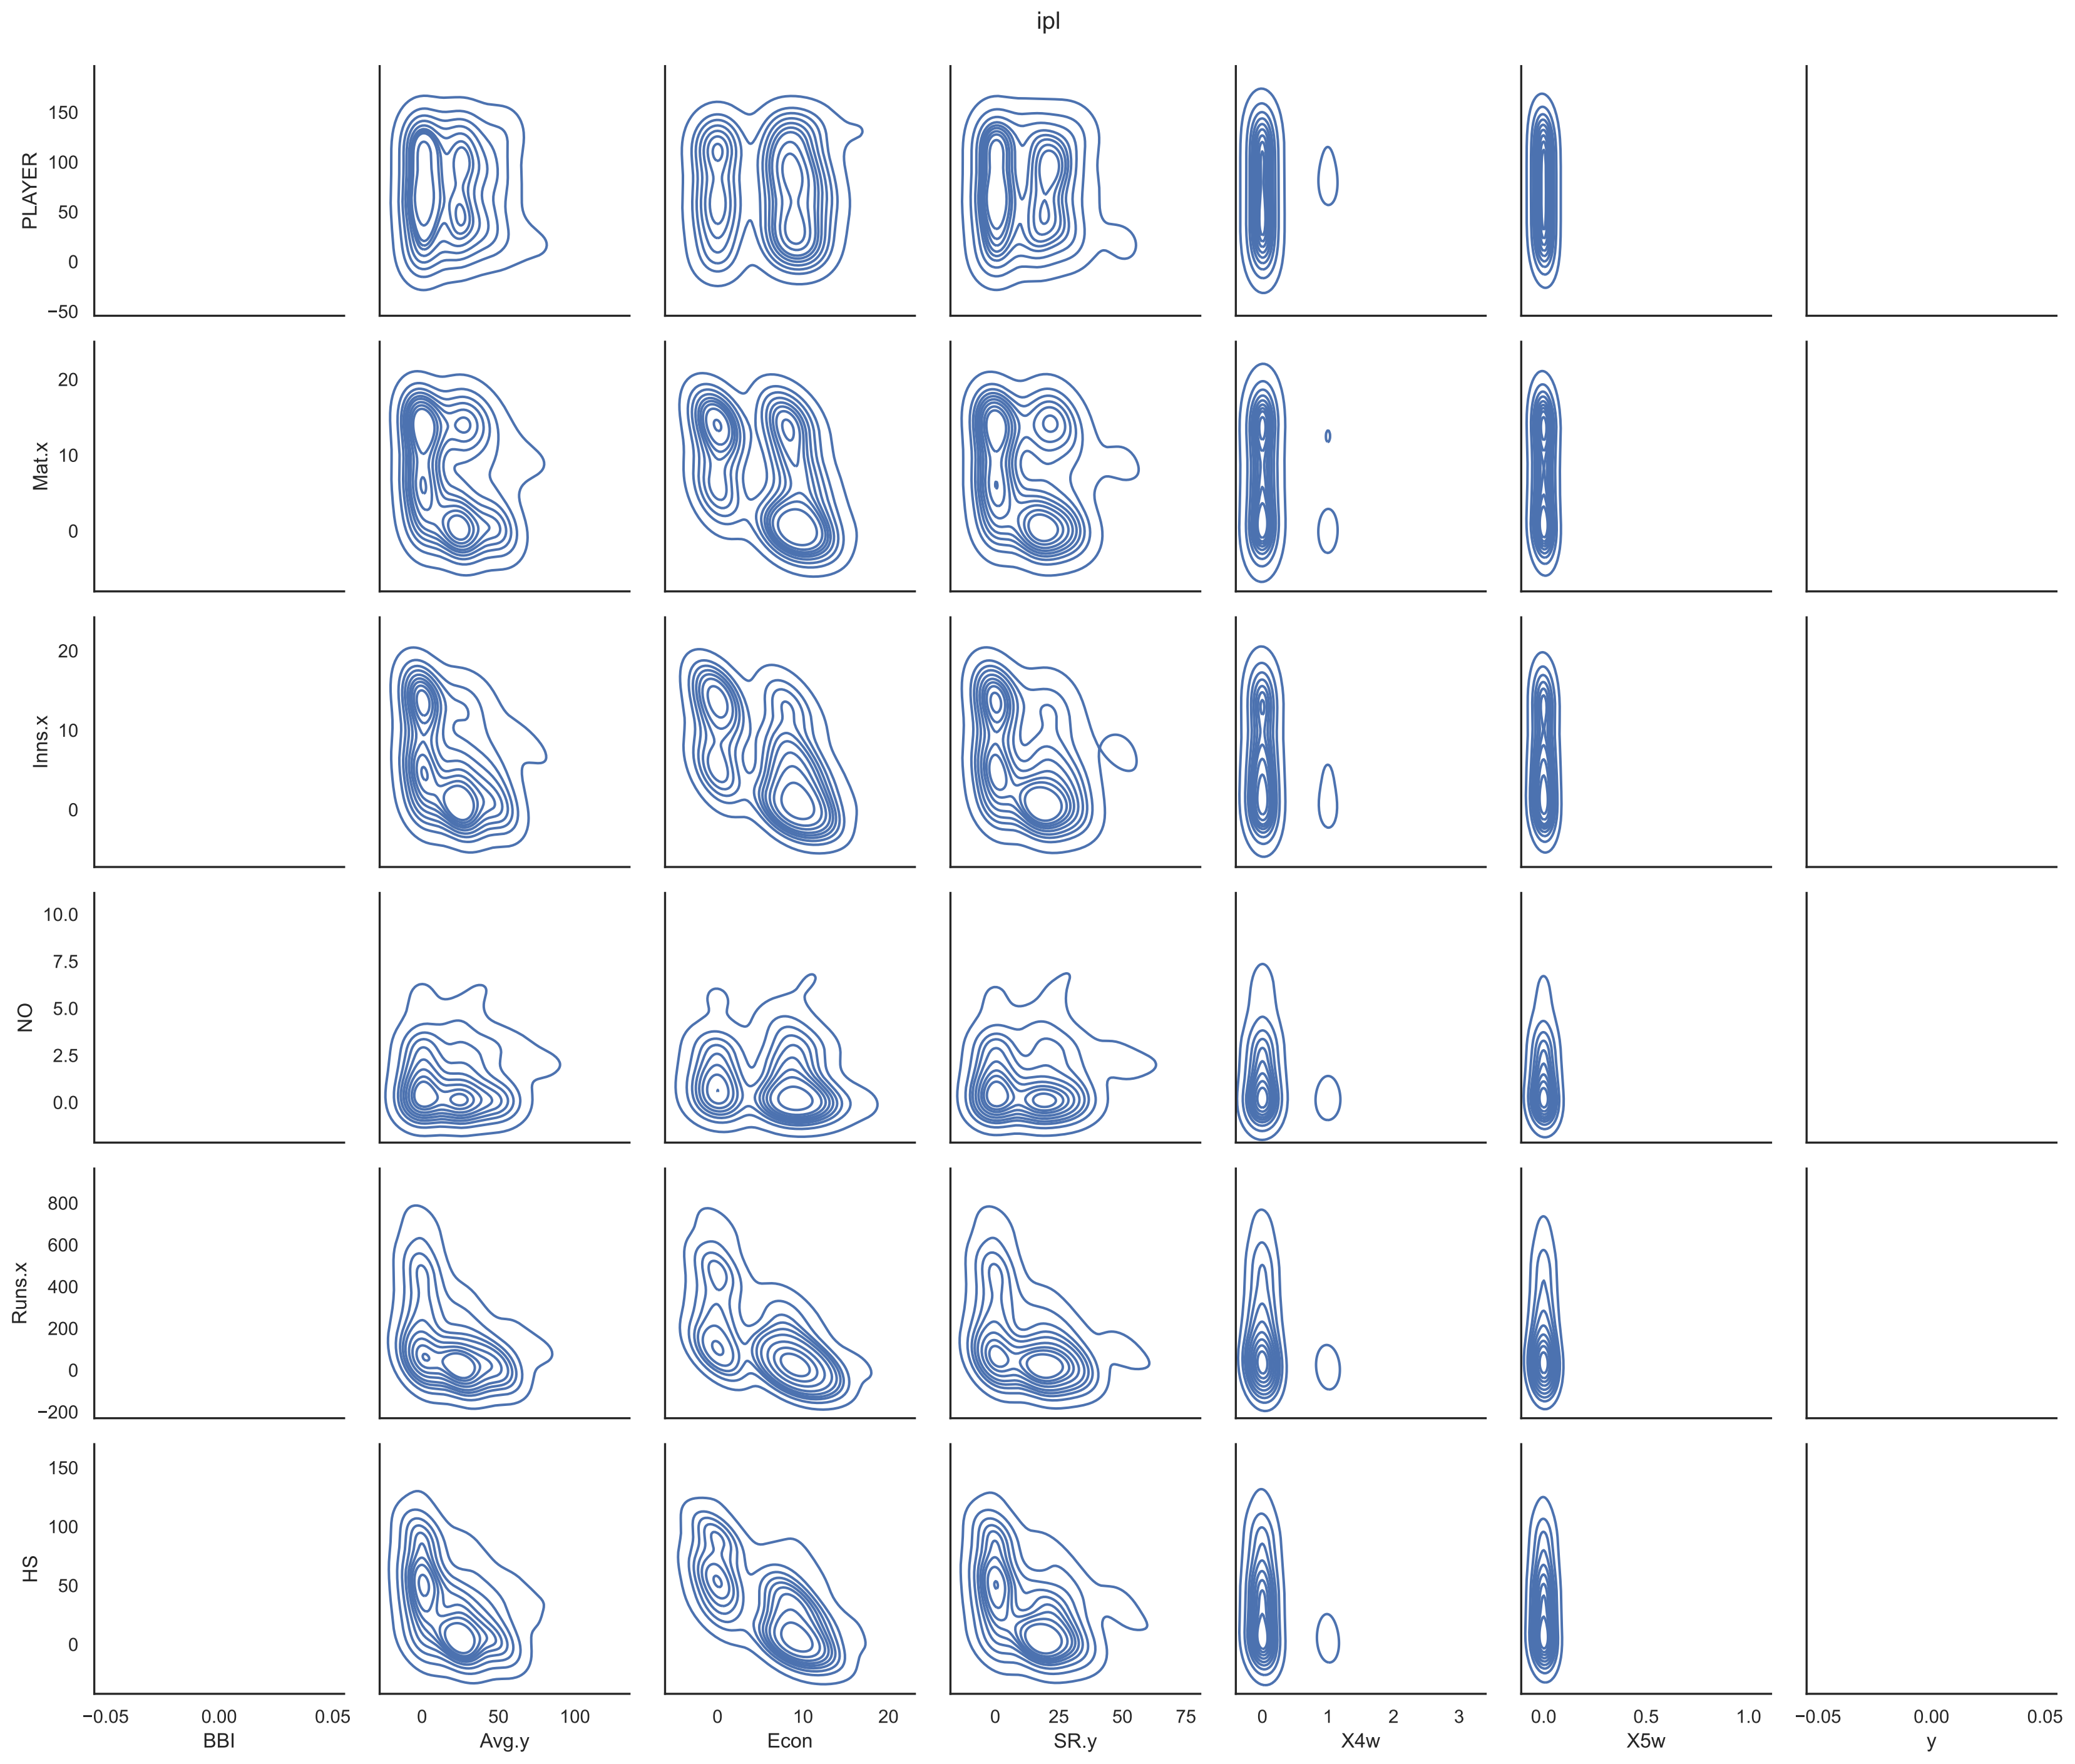 ipl
PLAYER
150
100
50
0
−50
Mat.x
20
10
0
Inns.x
20
10
0
NO
10.0
7.5
5.0
2.5
0.0
Runs.x
800
600
400
200
0
−200
HS
150
100
50
0
−0.05 0.00 0.05
BBI
0 50 100
Avg.y
0 10 20
Econ
0 25 50 75
SR.y
0 1 2 3
X4w
0.0 0.5 1.0
X5w
−0.05 0.00 0.05
y